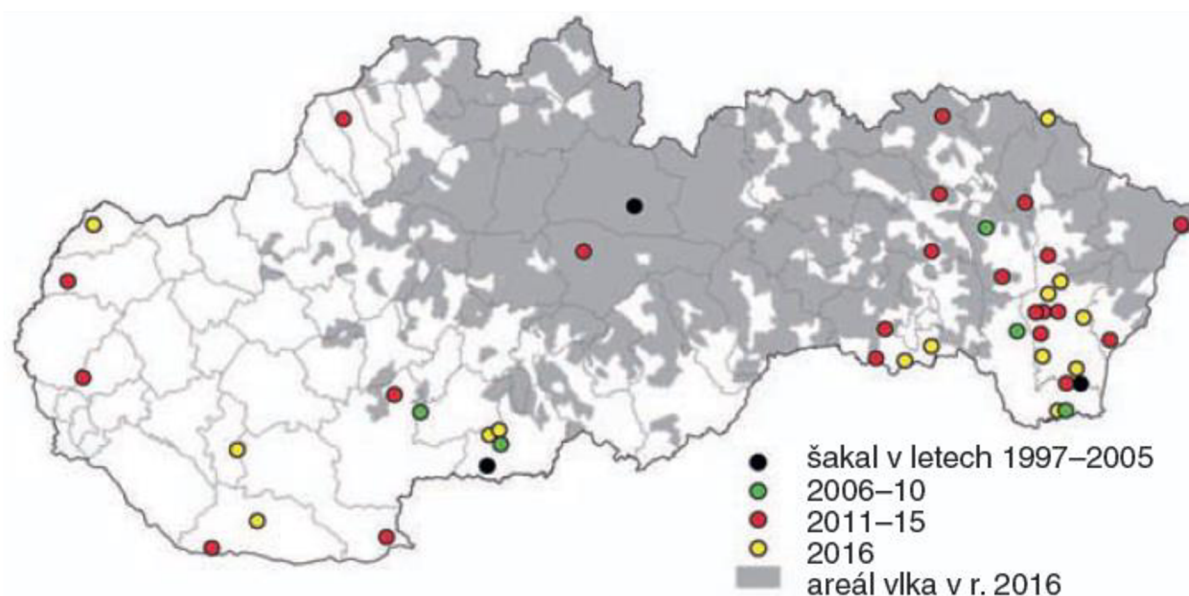 šakal v letech 1997–2005
2006–10
2011–15
2016
areál vlka v r. 2016